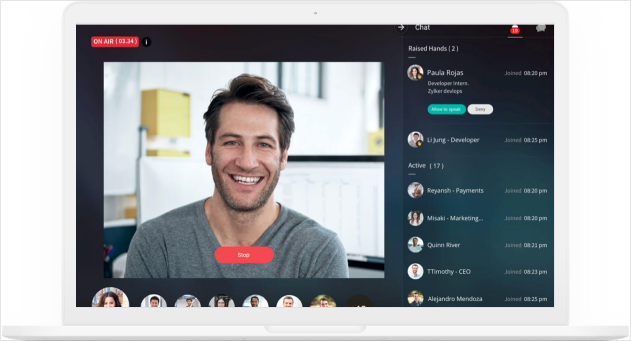 ON AIR ( 03.34 )
i
Chat
19
Raised Hands ( 2 )
Paula Rojas
Joined 08:20 pm
Developer Intern.
Zylker devlops
Allow to speak
Deny
Li Jung - Developer
Joined 08:25 pm
Active ( 17 )
Reyansh - Payments
Joined 08:20 pm
Misaki - Marketing...
Joined 08:20 pm
Quinn River
Joined 08:21 pm
TTimothy - CEO
Joined 08:23 pm
Alejandro Mendoza
Joined 08:25 pm
Stop